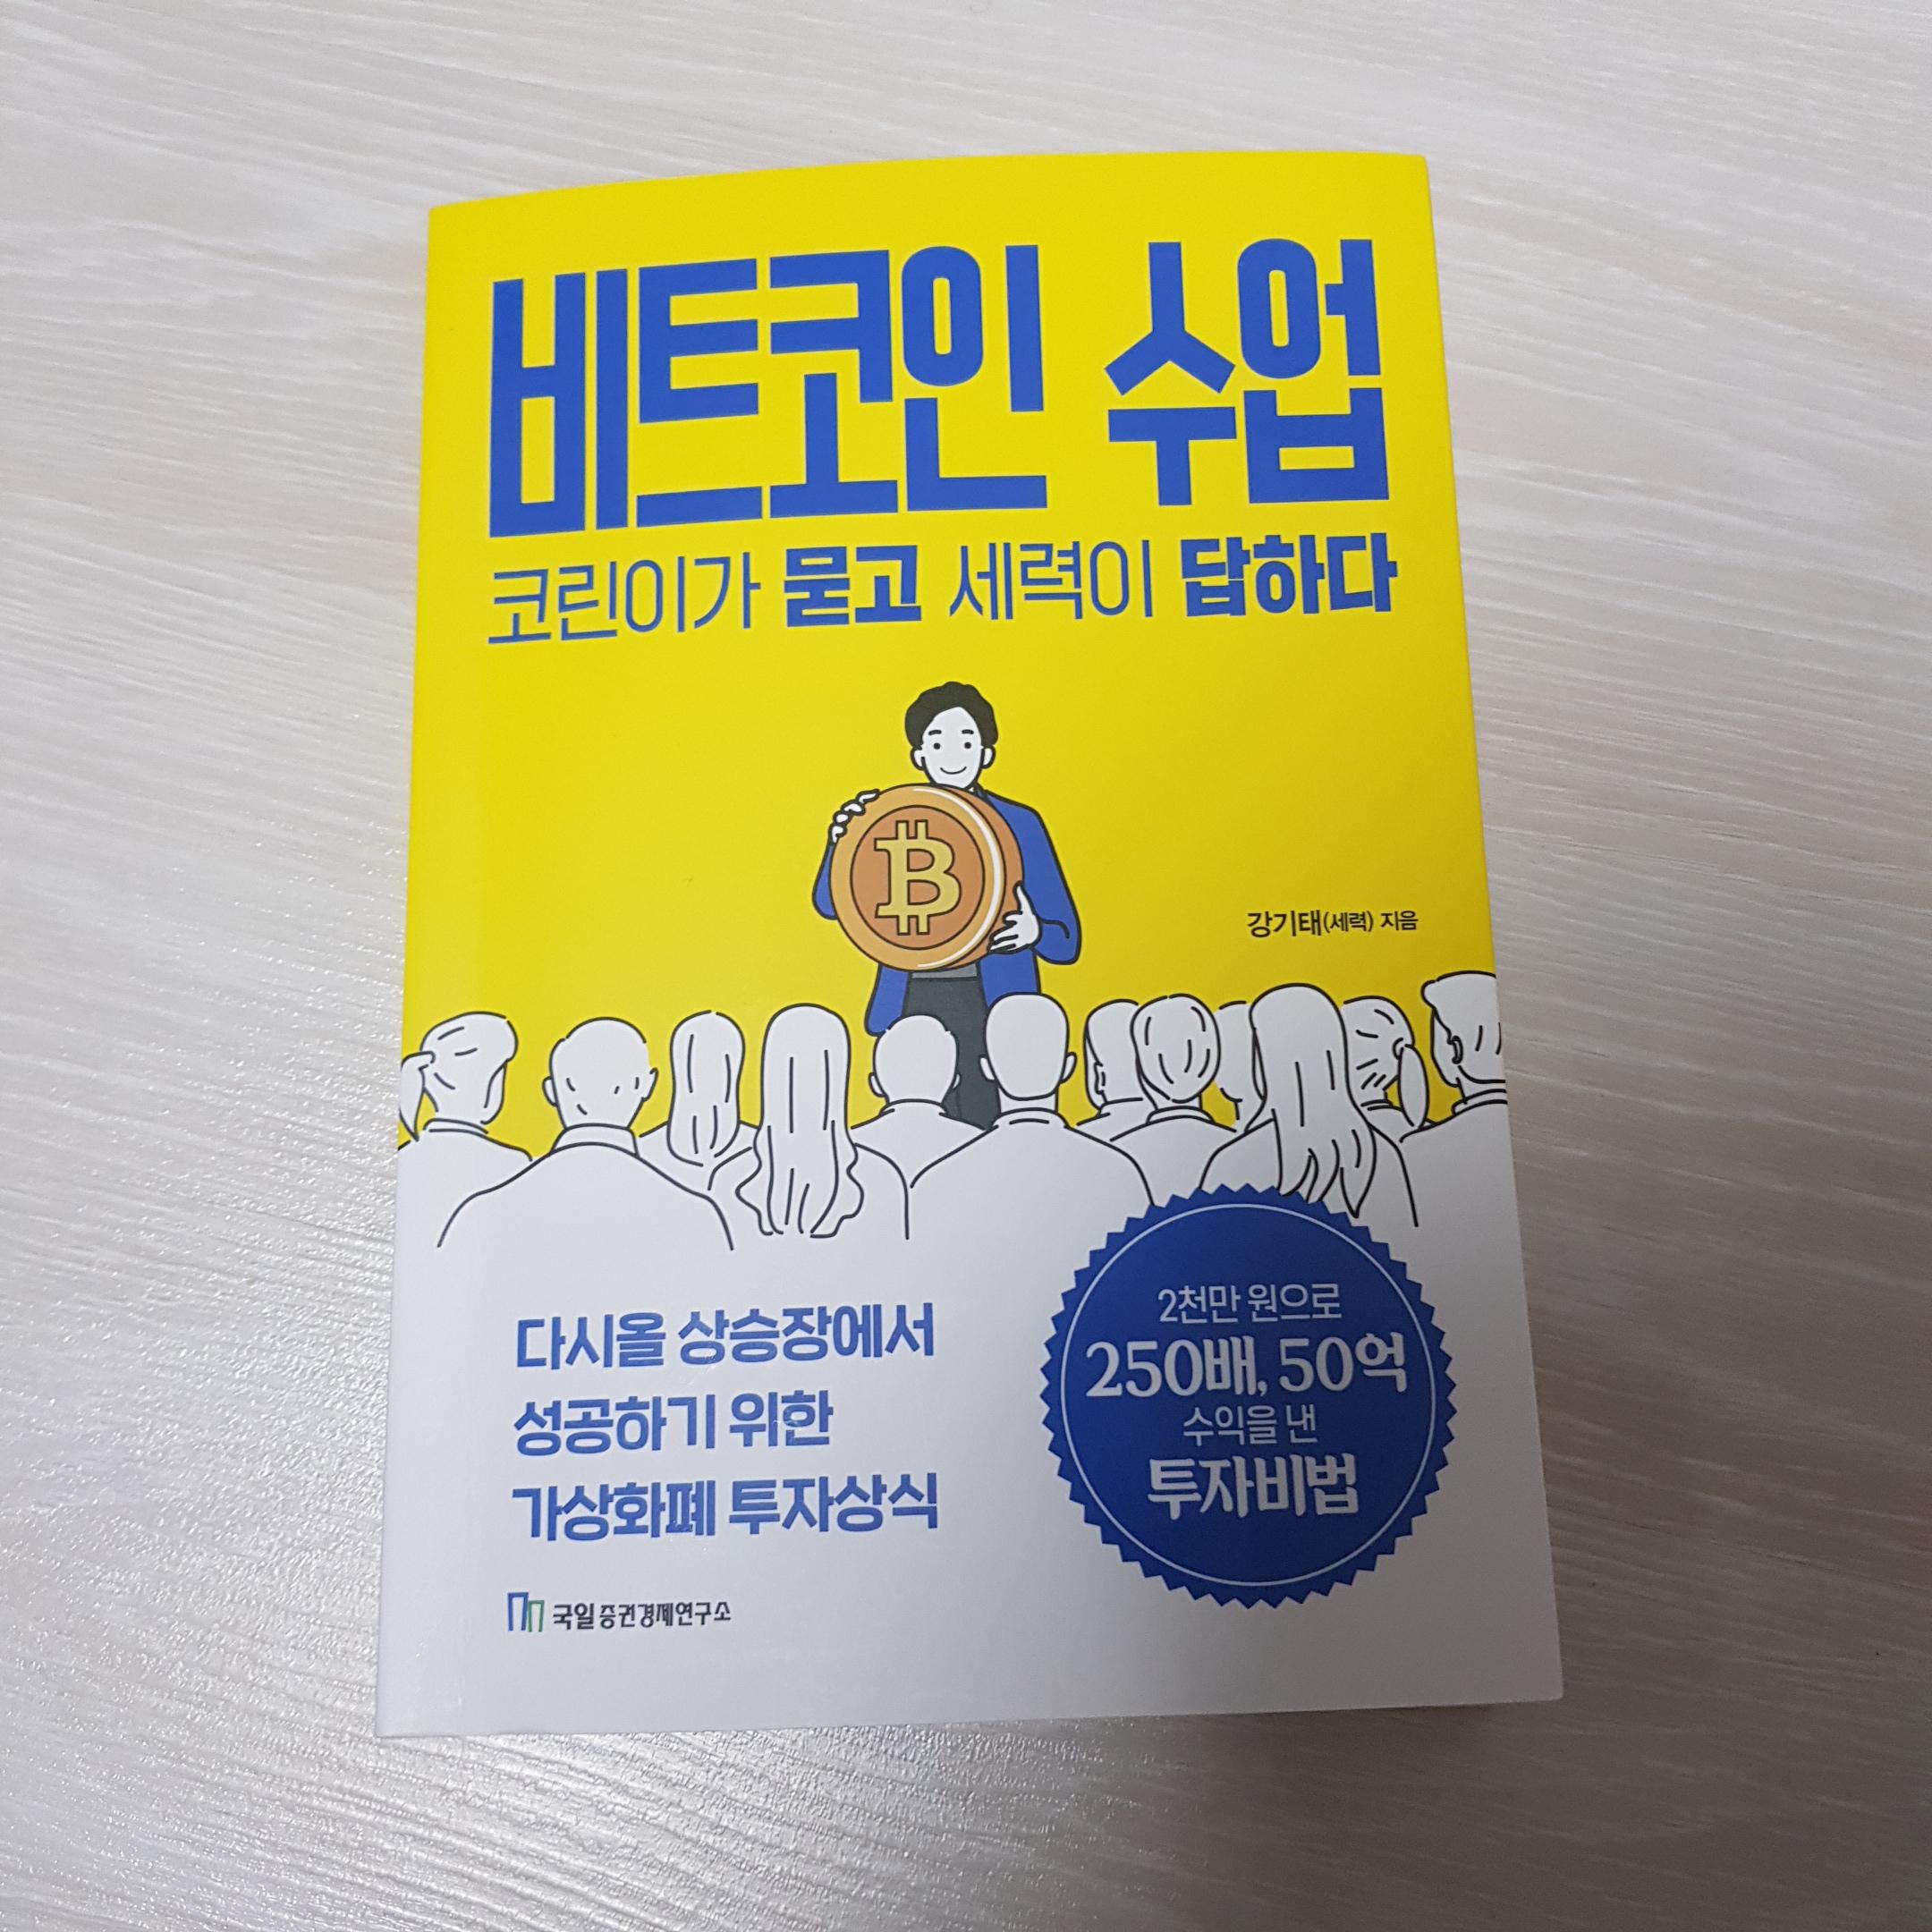 비트코인 수업
코린이가 묻고 세력이 답하다
B
강기태(세력) 지음
다시올 상승장에서
성공하기 위한
가상화폐 투자상식
2천만 원으로
250배, 50억
수익을 낸
투자비법
국일증권경제연구소